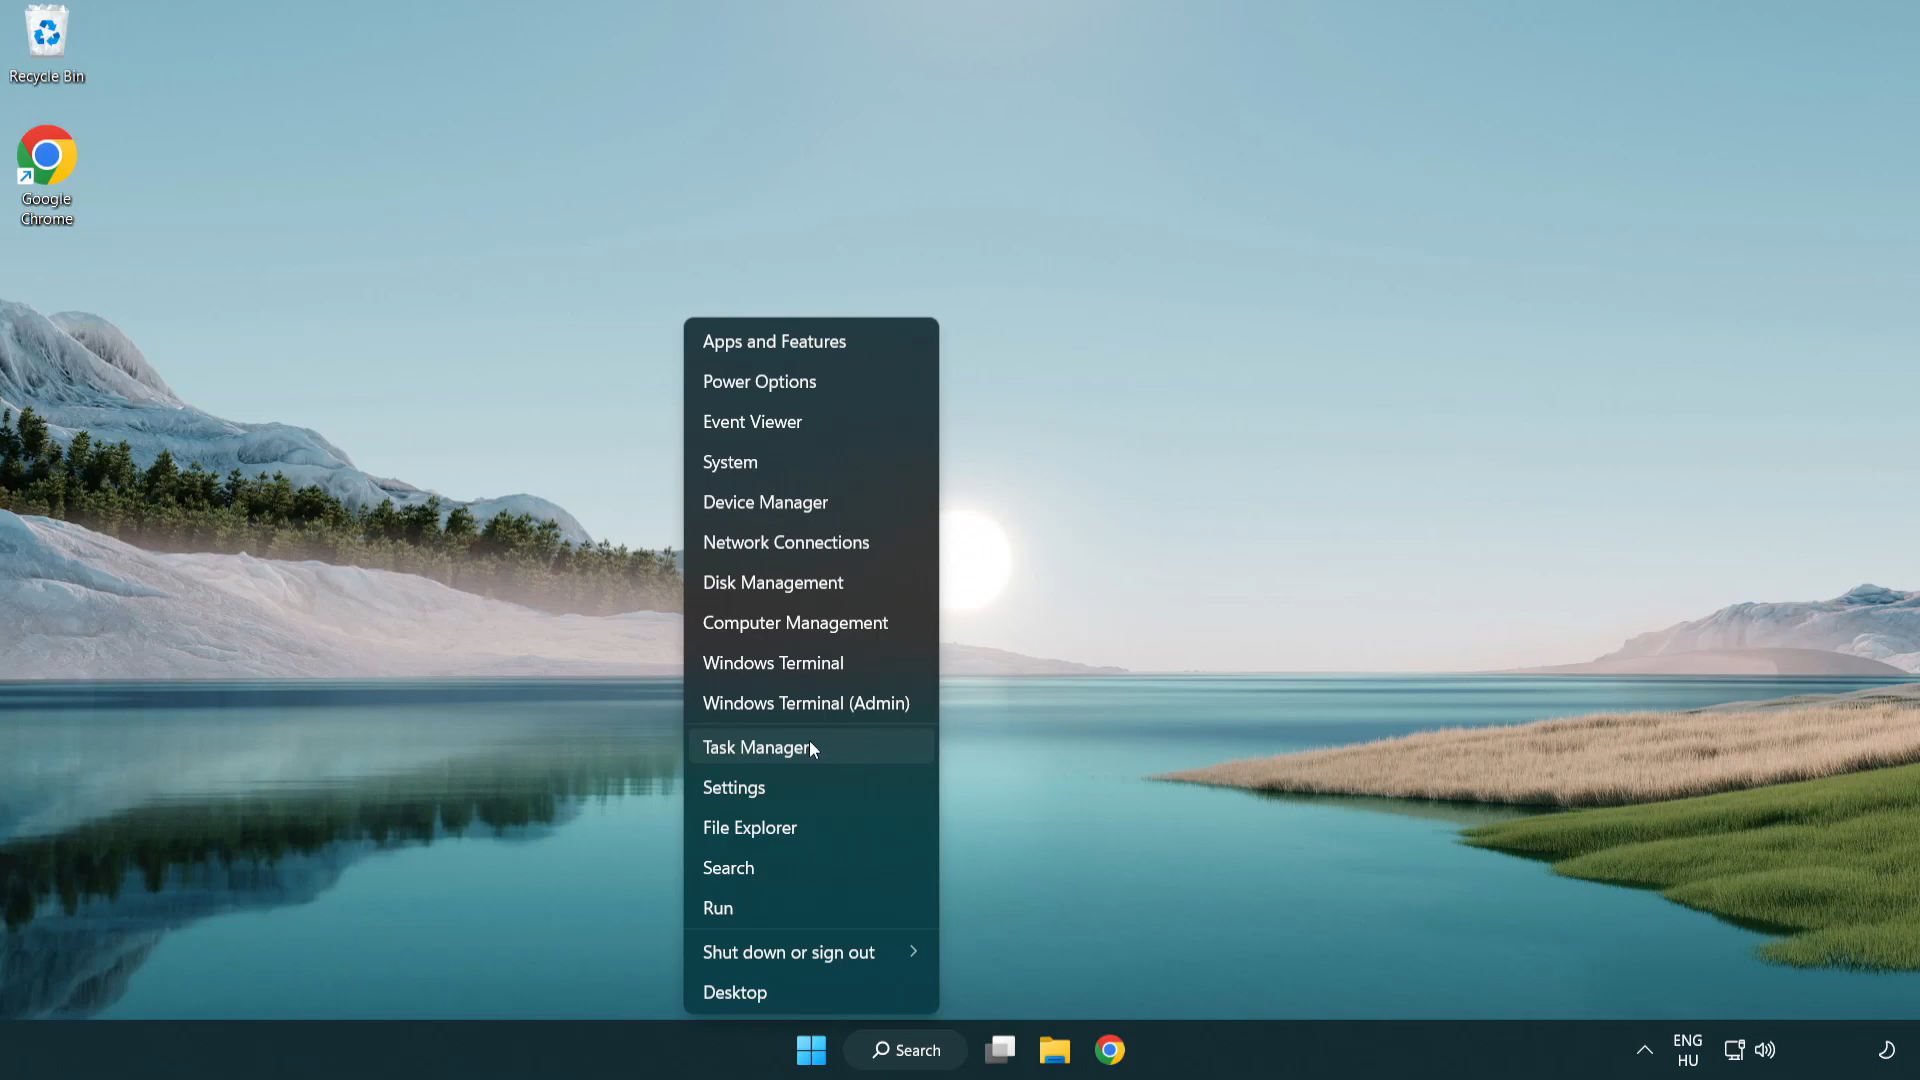 Recycle Bin
Google
Chrome
Apps and Features
Power Options
Event Viewer
System
Device Manager
Network Connections
Disk Management
Computer Management
Windows Terminal
Windows Terminal (Admin)
Task Manager
Settings
File Explorer
Search
Run
Shut down or sign out
Desktop
Search
ENG
HU